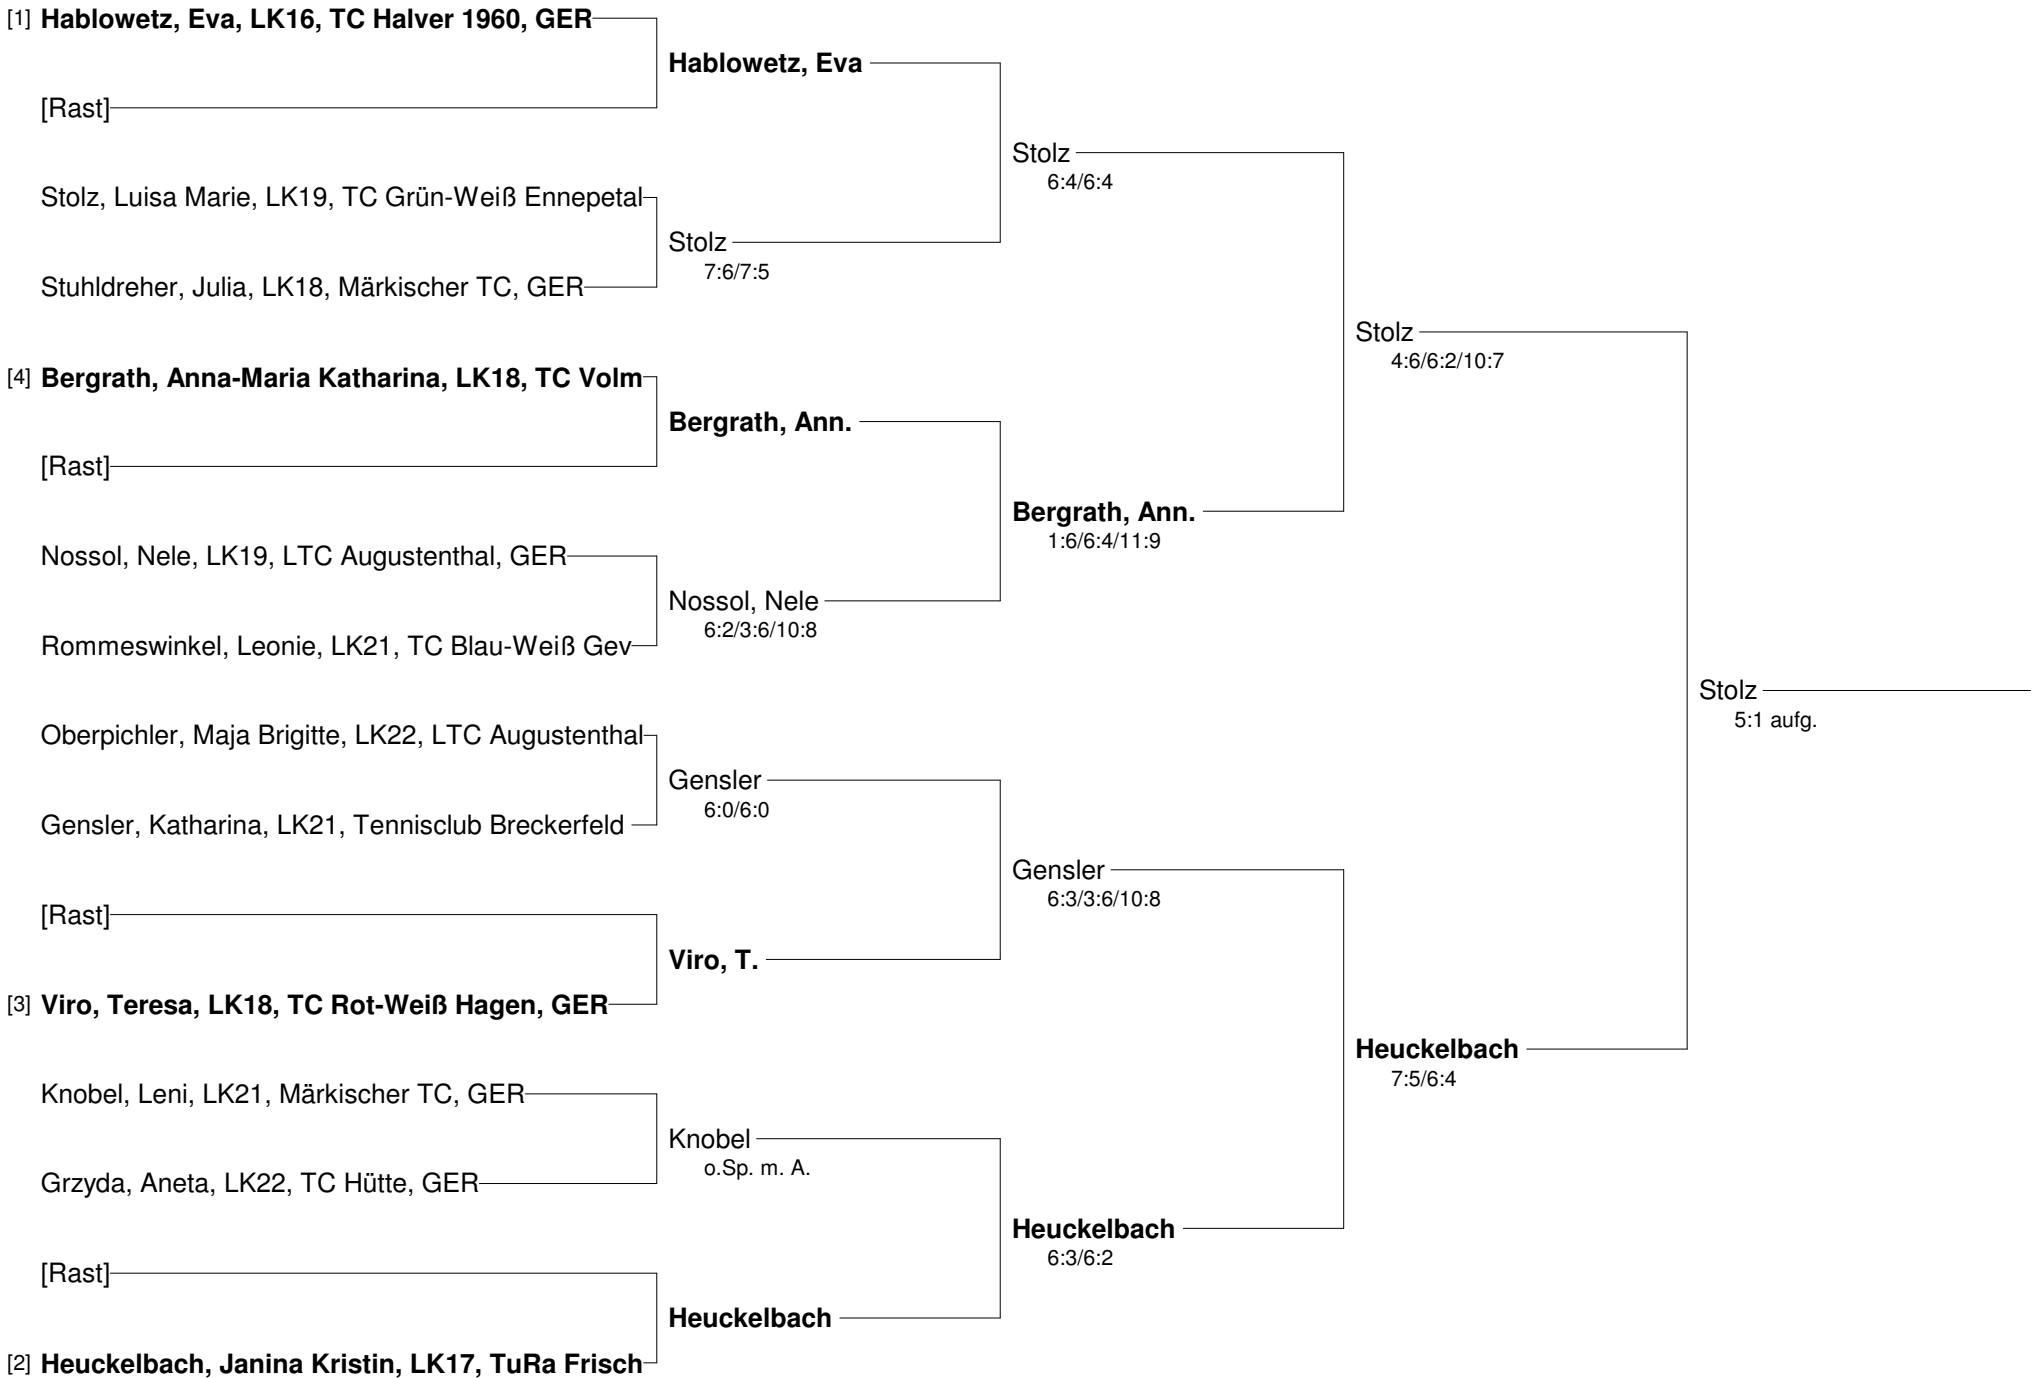 [1] Hablowetz, Eva, LK16, TC Halver 1960, GER
Hablowetz, Eva
[Rast]
Stolz
6:4/6:4
Stolz, Luisa Marie, LK19, TC Grün-Weiß Ennepetal
Stolz
7:6/7:5
Stuhldreher, Julia, LK18, Märkischer TC, GER
Stolz
4:6/6:2/10:7
[4] Bergrath, Anna-Maria Katharina, LK18, TC Volm
Bergrath, Ann.
[Rast]
Bergrath, Ann.
1:6/6:4/11:9
Nossol, Nele, LK19, LTC Augustenthal, GER
Nossol, Nele
6:2/3:6/10:8
Rommeswinkel, Leonie, LK21, TC Blau-Weiß Gev
Stolz
5:1 aufg.
Oberpichler, Maja Brigitte, LK22, LTC Augustenthal
Gensler
6:0/6:0
Gensler, Katharina, LK21, Tennisclub Breckerfeld
Gensler
6:3/3:6/10:8
[Rast]
Viro, T.
[3] Viro, Teresa, LK18, TC Rot-Weiß Hagen, GER
Heuckelbach
7:5/6:4
Knobel, Leni, LK21, Märkischer TC, GER
Knobel
o.Sp. m. A.
Grzyda, Aneta, LK22, TC Hütte, GER
Heuckelbach
6:3/6:2
[Rast]
Heuckelbach
[2] Heuckelbach, Janina Kristin, LK17, TuRa Frisch